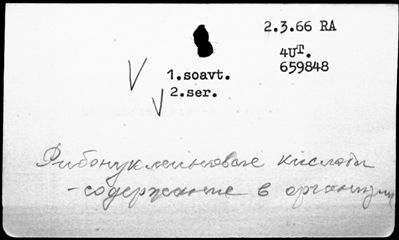 2.3.66 RA
4UT.
659848
1.soavt.
2.ser.
Рибонуклеиновые кислоты
-содержание в организме